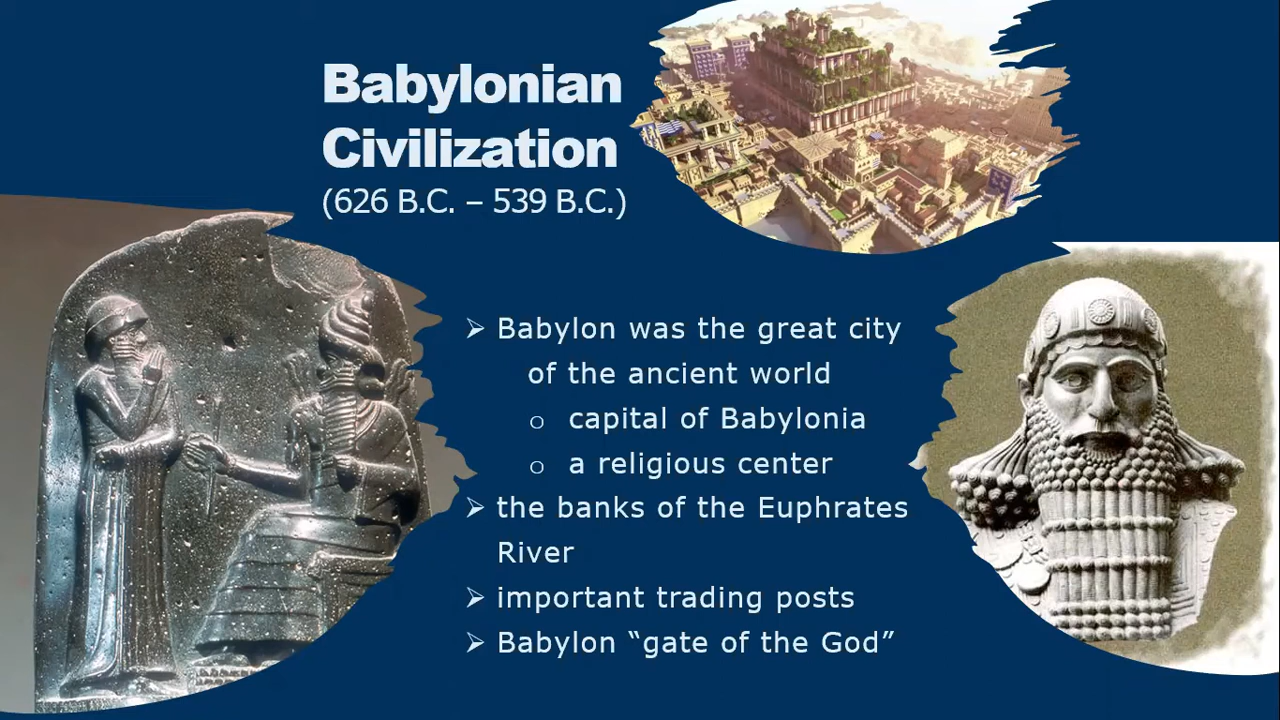 Babylonian
Civilization
(626 B.C. – 539 B.C.)
➢ Babylon was the great city
of the ancient world
o capital of Babylonia
o a religious center
➢ the banks of the Euphrates
River
➢ important trading posts
➢ Babylon “gate of the God”